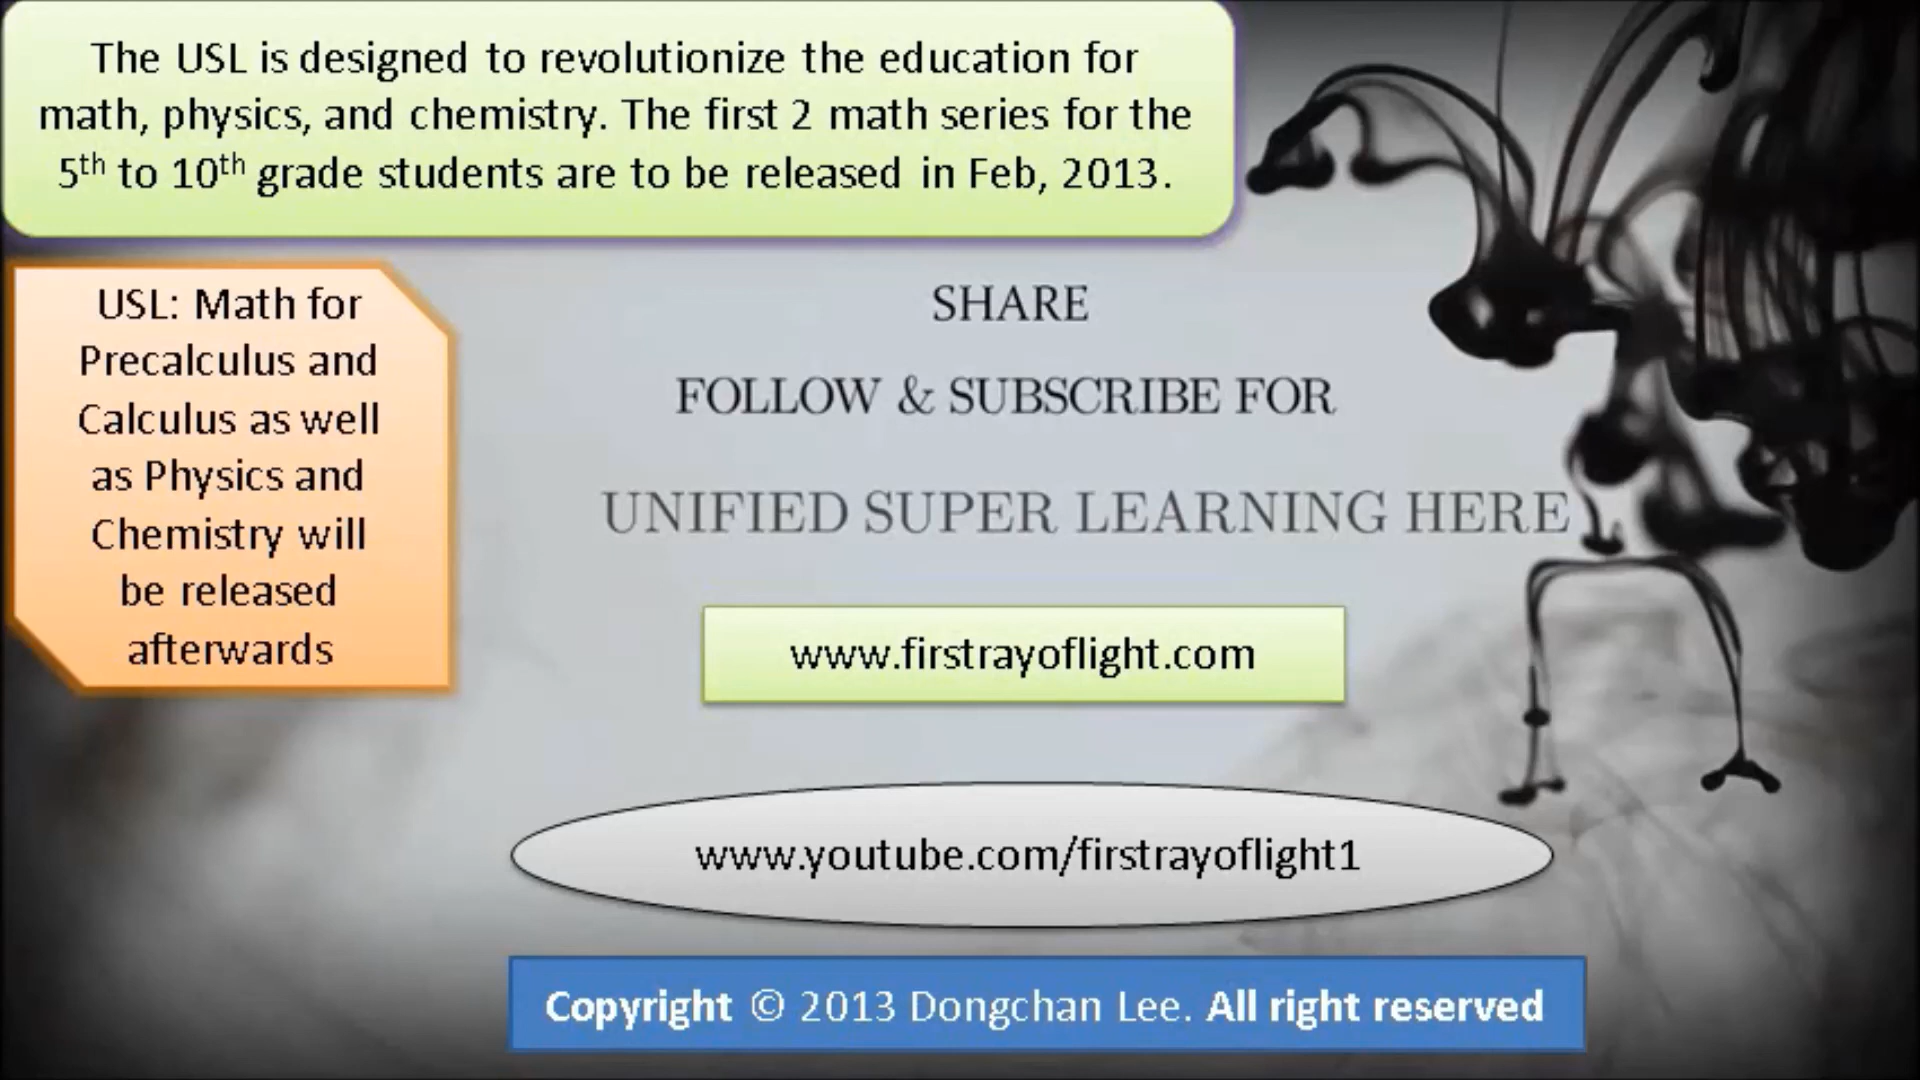 The USL is designed to revolutionize the education for
math, physics, and chemistry. The first 2 math series for the
5th to 10th grade students are to be released in Feb, 2013.
USL: Math for
Precalculus and
Calculus as well
as Physics and
Chemistry will
be released
afterwards
SHARE
FOLLOW & SUBSCRIBE FOR
UNIFIED SUPER LEARNING HERE
www.firstrayoflight.com
www.youtube.com/firstrayoflight1
Copyright © 2013 Dongchan Lee. All right reserved